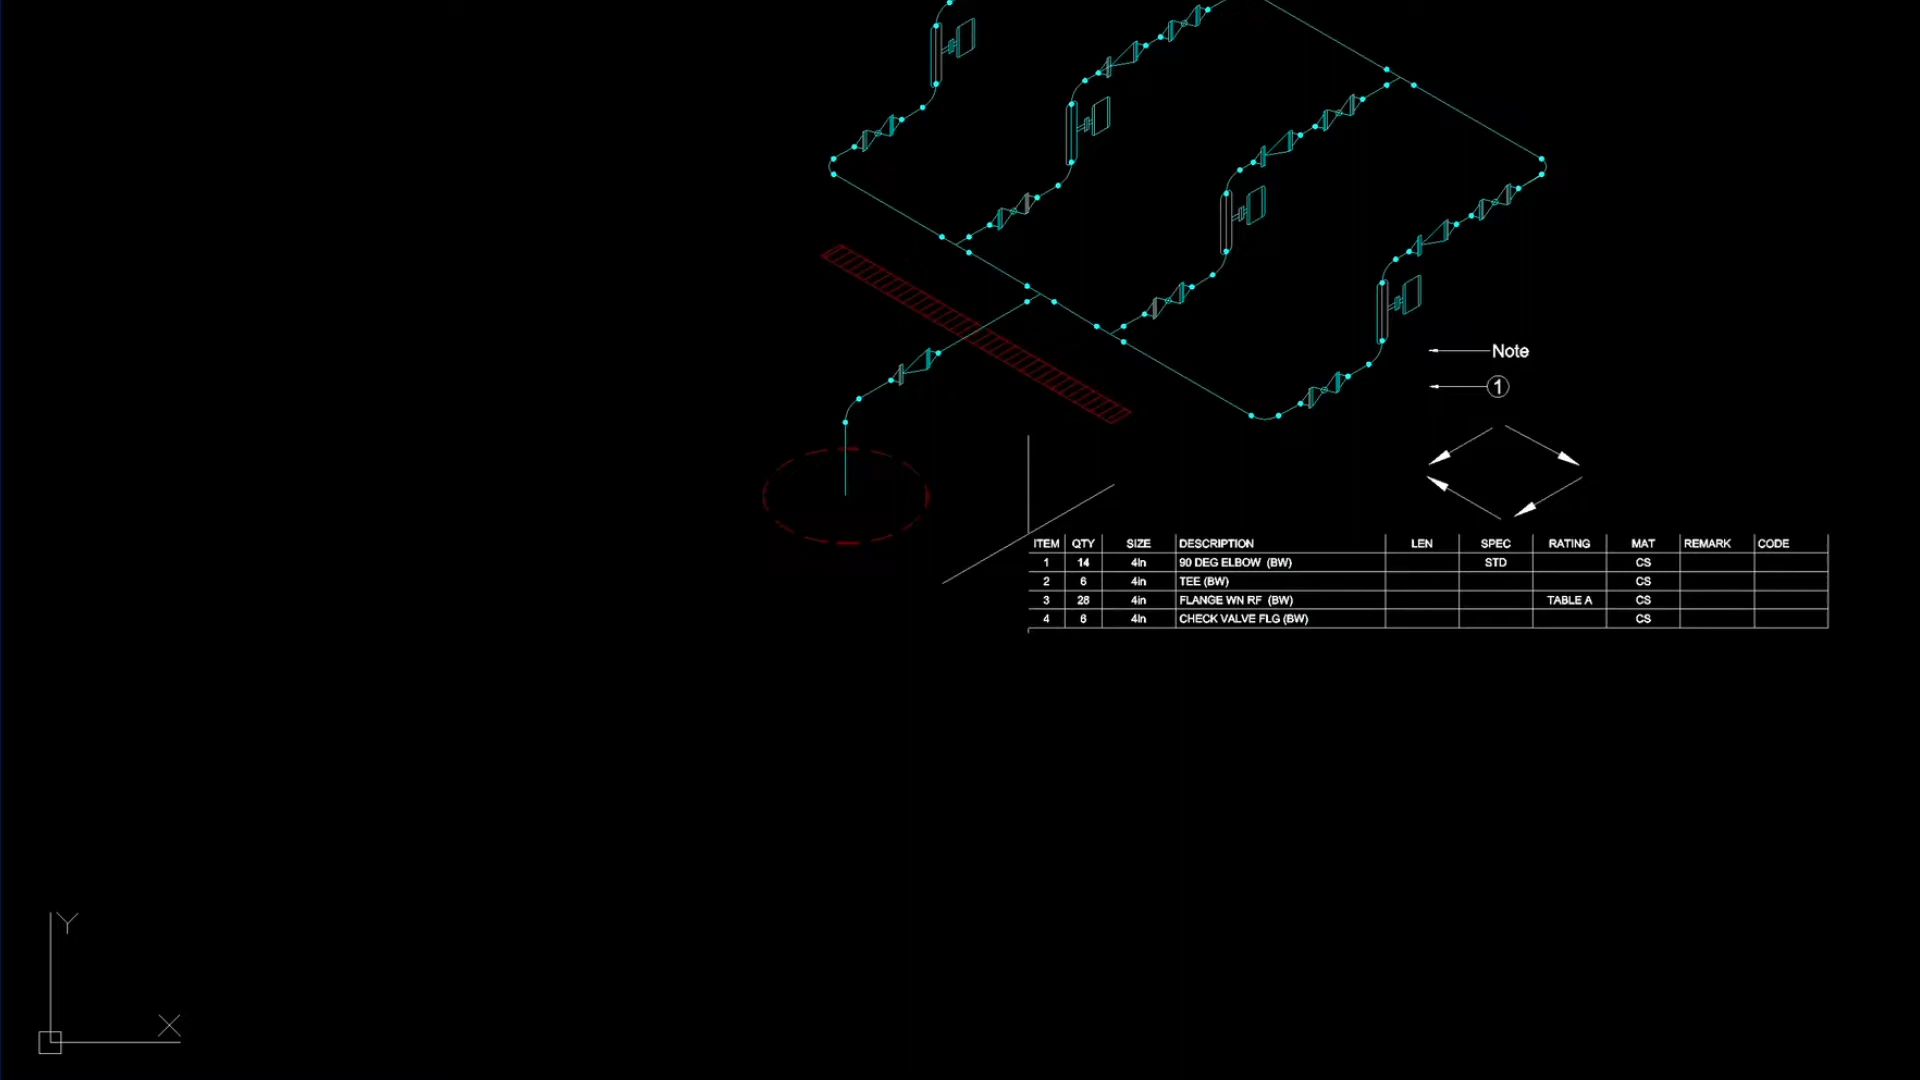 Note
1
ITEM QTY SIZE DESCRIPTION LEN SPEC RATING MAT REMARK CODE
1 14 4in 90 DEG ELBOW (BW) STD CS
2 6 4in TEE (BW) CS
3 28 4in FLANGE WN RF (BW) TABLE A CS
4 6 4in CHECK VALVE FLG (BW) CS
Y
X